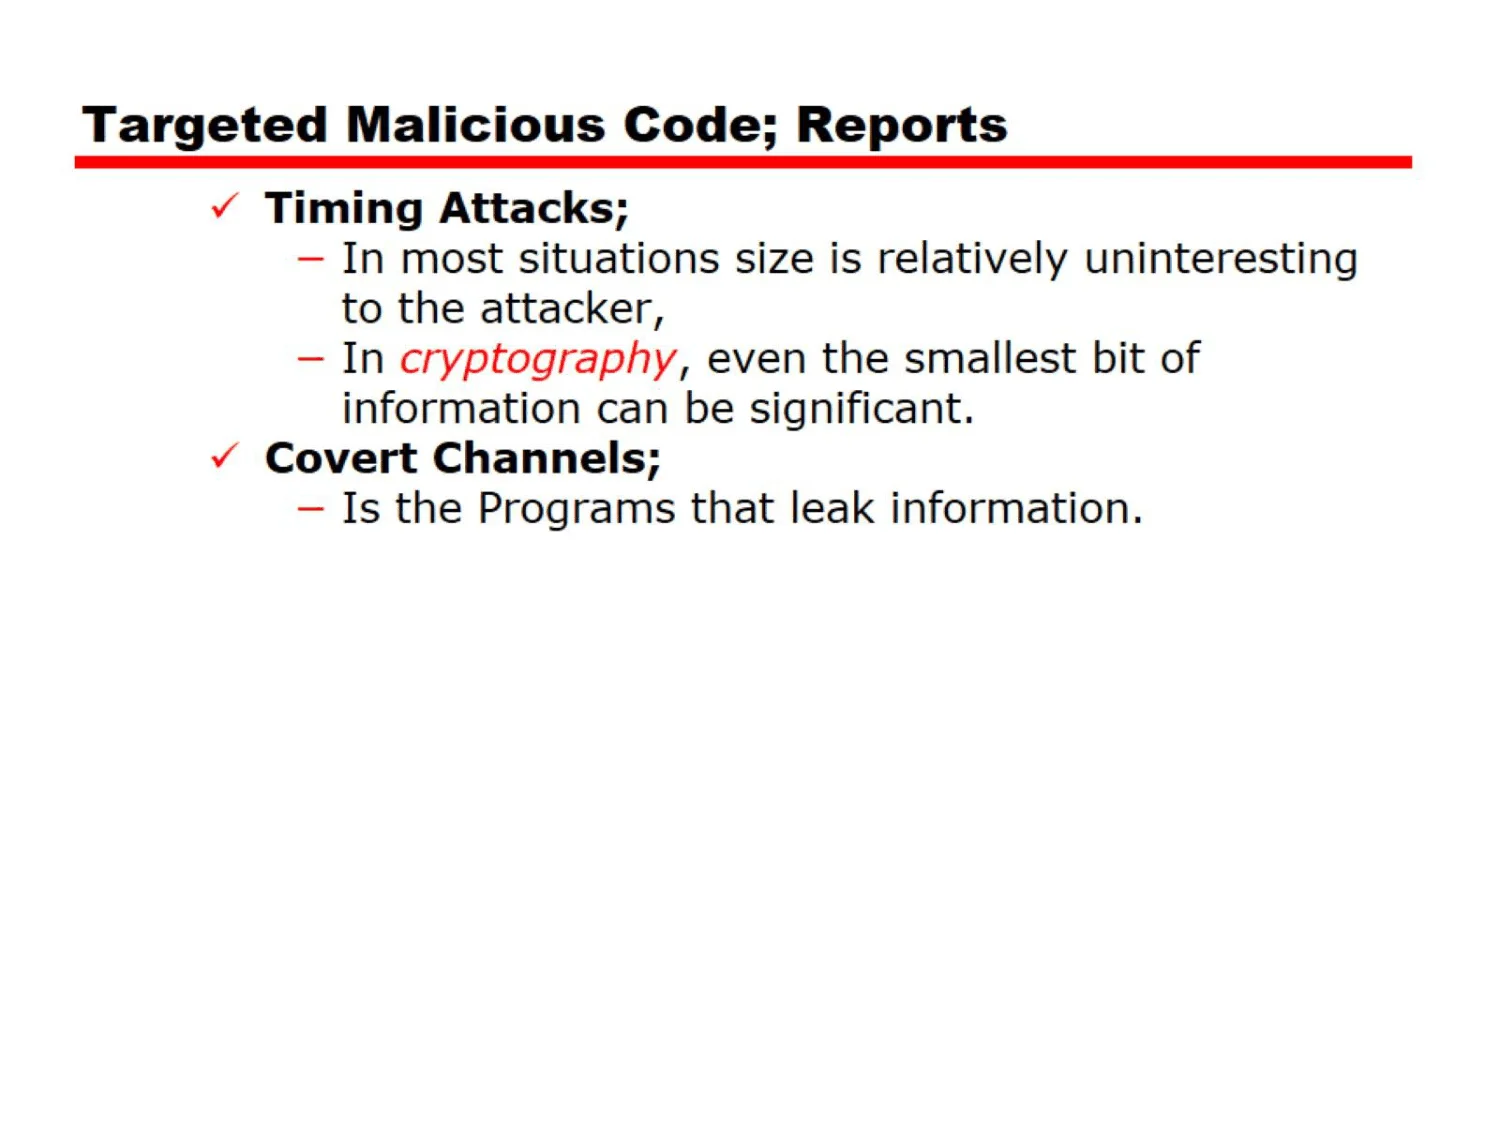 Targeted Malicious Code; Reports
✓ Timing Attacks;
– In most situations size is relatively uninteresting
to the attacker,
– In cryptography, even the smallest bit of
information can be significant.
✓ Covert Channels;
– Is the Programs that leak information.